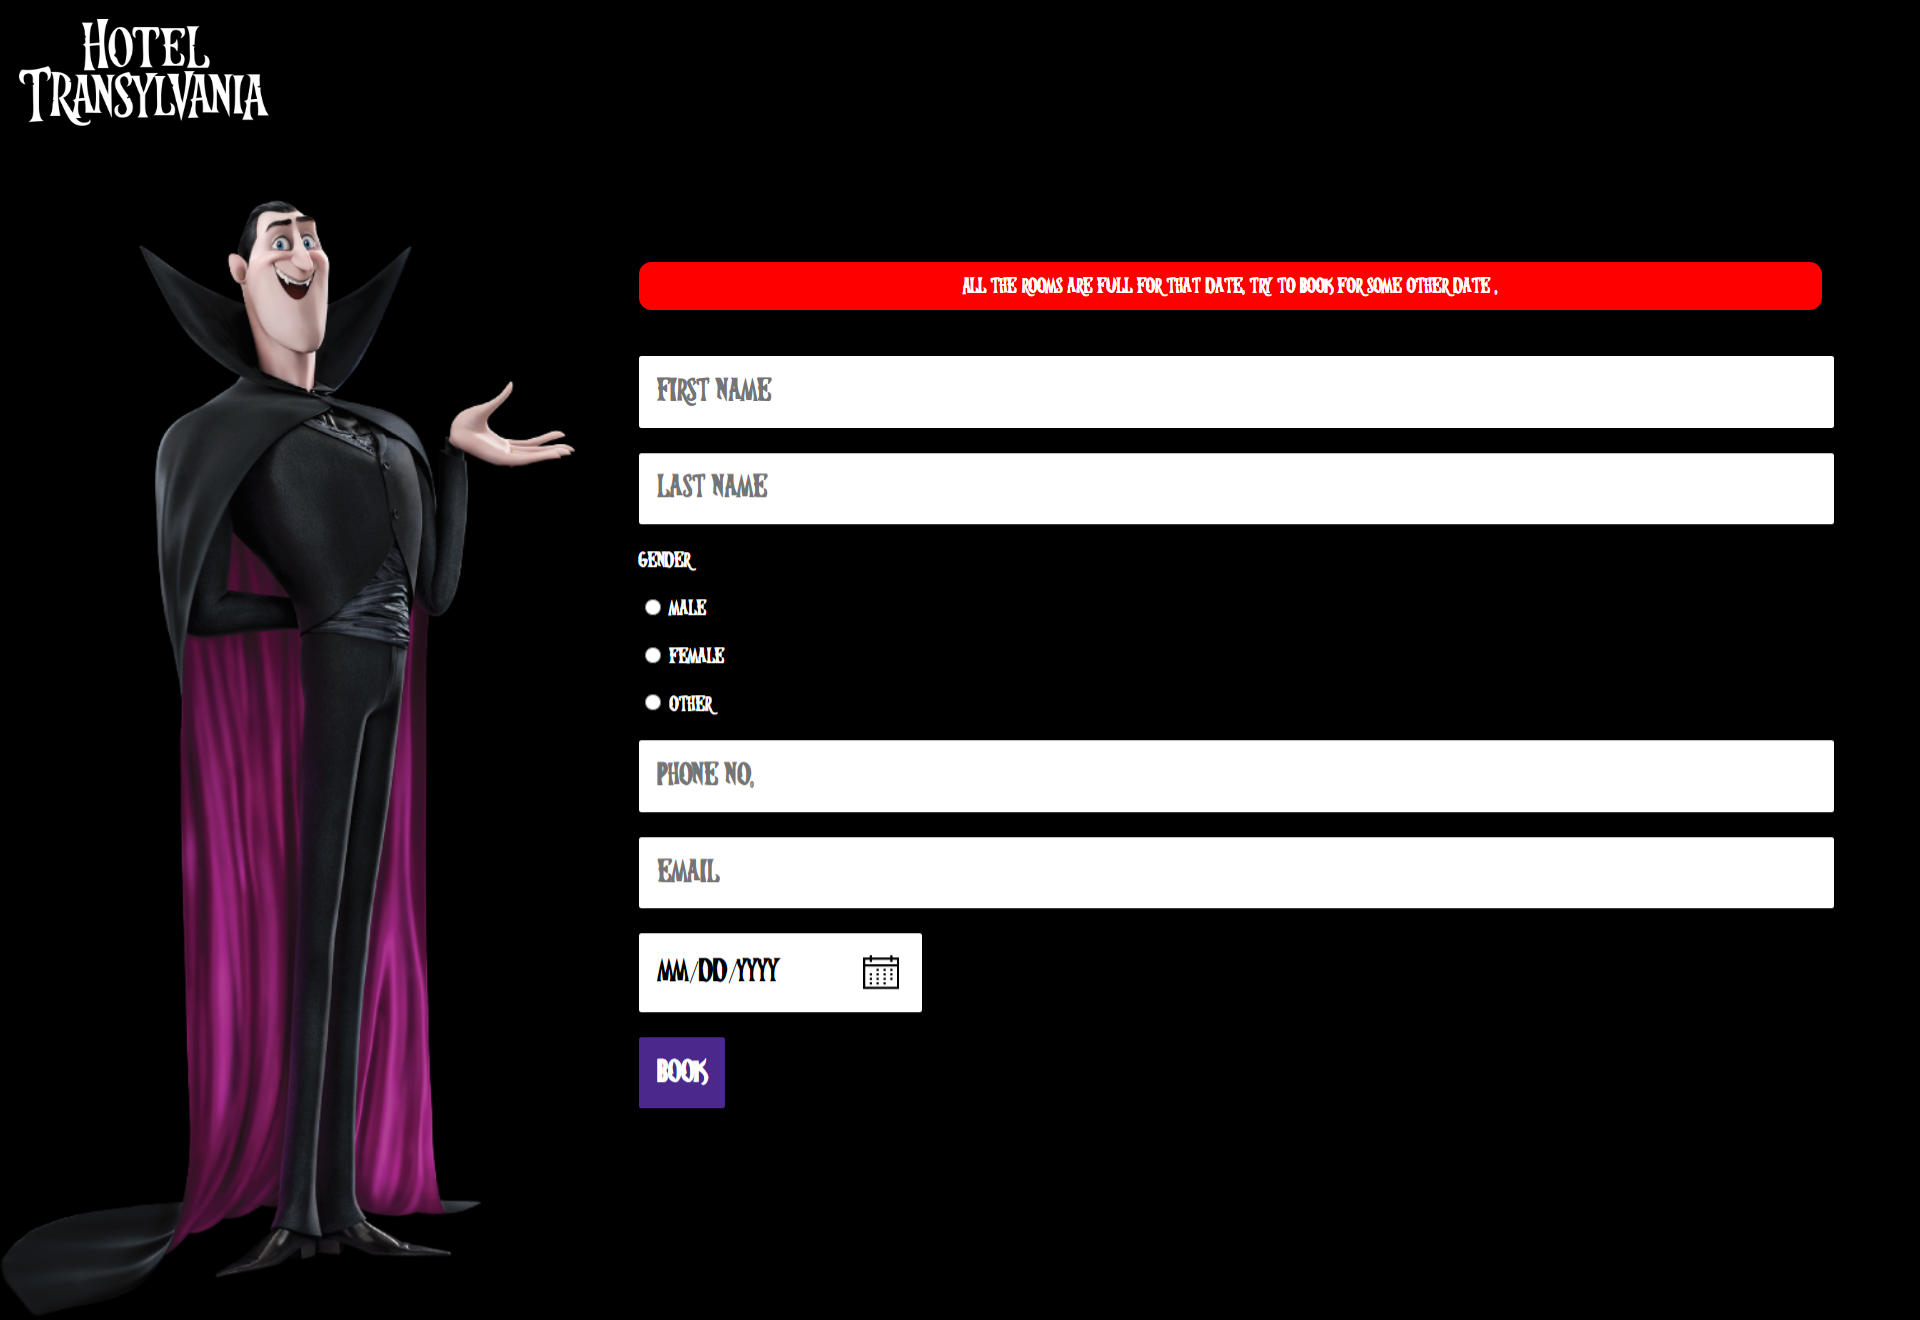 HOTEL
TRANSYLVANIA
ALL THE ROOMS ARE FULL FOR THAT DATE, TRY TO BOOK FOR SOME OTHER DATE .
FIRST NAME
LAST NAME
GENDER
MALE
FEMALE
OTHER
PHONE NO.
EMAIL
MM/DD/YYYY
BOOK